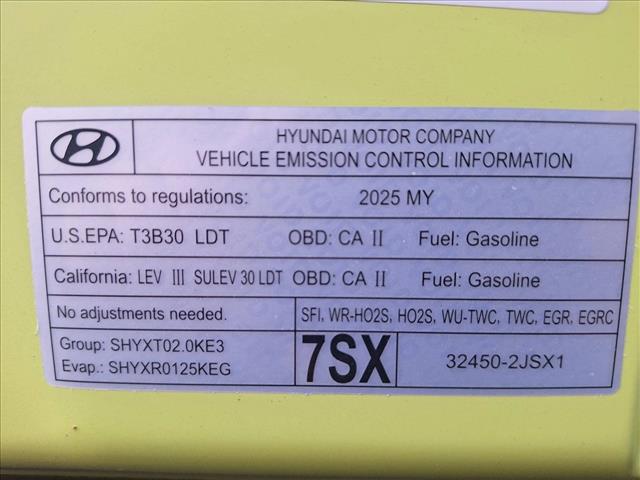 HYUNDAI MOTOR COMPANY
VEHICLE EMISSION CONTROL INFORMATION
Conforms to regulations: 2025 MY
U.S.EPA: T3B30 LDT OBD: CA II Fuel: Gasoline
California: LEV III SULEV 30 LDT OBD: CA II Fuel: Gasoline
No adjustments needed. SFI, WR-HO2S, HO2S, WU-TWC, TWC, EGR, EGRC
Group: SHYXT02.0KE3
Evap.: SHYXR0125KEG
7SX
32450-2JSX1